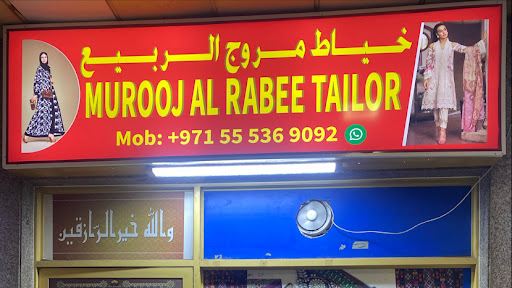 خياط مروج الربيع
MUROOJ AL RABEE TAILOR
Mob: +971 55 536 9092
والله خير الرازقين